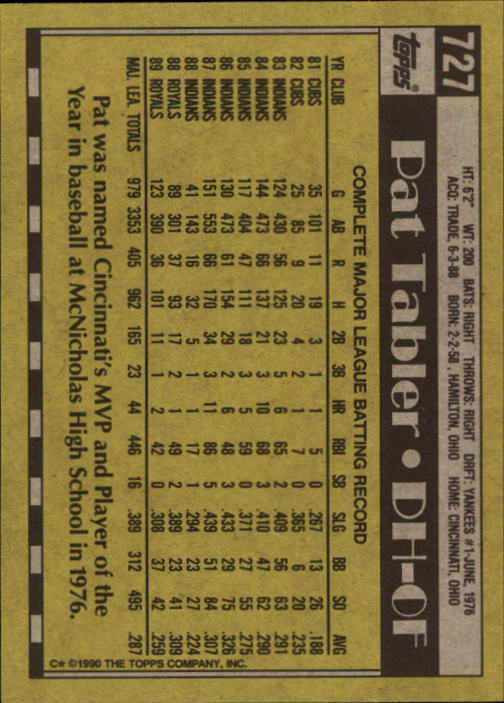 727
topps®
HT: 6'2" WT: 200 BATS: RIGHT THROWS: RIGHT DRFT: YANKEES #1-JUNE, 1976
ACQ: TRADE, 6-3-88 BORN: 2-2-58, HAMILTON, OHIO HOME: CINCINNATI, OHIO
Pat Tabler • DH-OF
COMPLETE MAJOR LEAGUE BATTING RECORD
YR CLUB G AB R H 2B 3B HR RBI SB SLG BB SO AVG
81 CUBS 35 101 11 19 3 1 1 5 0 .267 13 26 .188
82 CUBS 25 85 9 20 4 2 1 7 0 .365 6 20 .235
83 INDIANS 124 430 56 125 23 5 6 65 2 .409 56 63 .291
84 INDIANS 144 473 66 137 21 3 10 68 3 .410 47 62 .290
85 INDIANS 117 404 47 111 18 3 5 59 0 .371 27 55 .275
86 INDIANS 130 473 61 154 29 2 6 48 3 .433 29 75 .326
87 INDIANS 151 553 66 170 34 3 11 86 5 .439 51 84 .307
88 INDIANS 41 143 16 32 5 1 1 17 1 .294 23 27 .224
88 ROYALS 89 301 37 93 17 2 1 49 2 .389 23 41 .309
89 ROYALS 123 390 36 101 11 1 2 42 0 .308 37 42 .259
MAJ. LEA. TOTALS 979 3353 405 962 165 23 44 446 16 .389 312 495 .287
Pat was named Cincinnati's MVP and Player of the
Year in baseball at McNicholas High School in 1976.
C* ©1990 THE TOPPS COMPANY, INC.